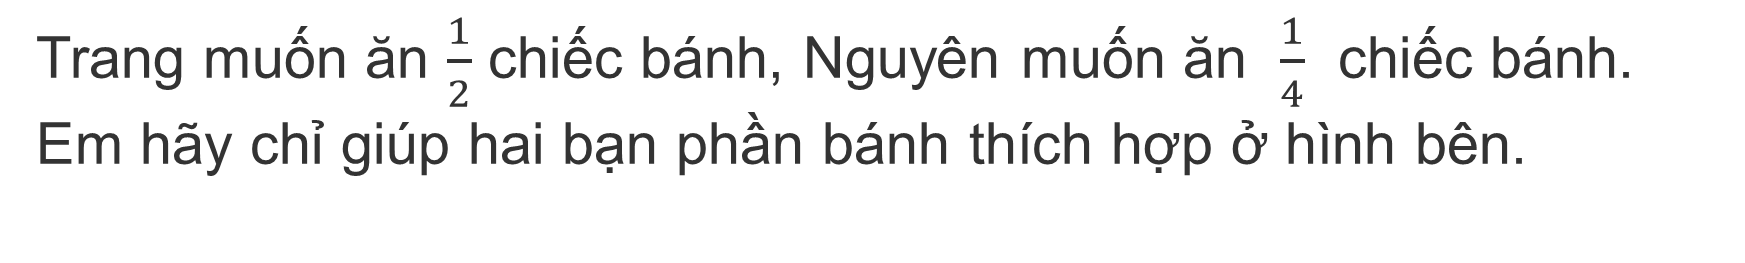 Trang muốn ăn 1/2 chiếc bánh, Nguyên muốn ăn 1/4 chiếc bánh.
Em hãy chỉ giúp hai bạn phần bánh thích hợp ở hình bên.